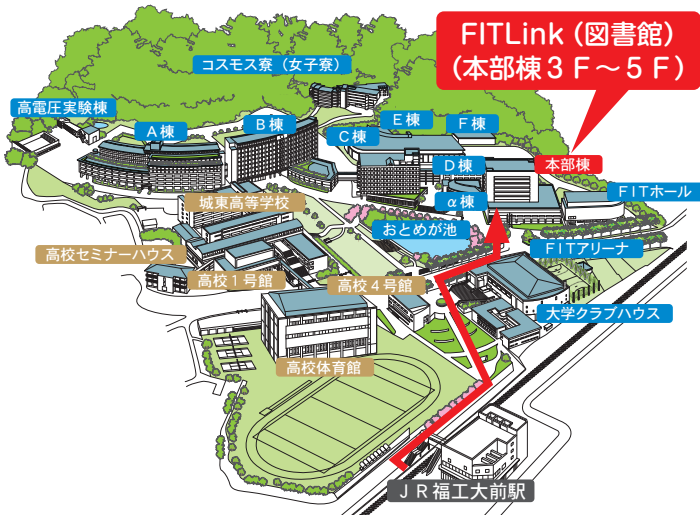 FITLink（図書館）
（本部棟３Ｆ～５Ｆ）
コスモス寮（女子寮）
高電圧実験棟
Ａ棟
Ｂ棟
Ｃ棟
Ｅ棟
Ｆ棟
Ｄ棟
本部棟
α棟
ＦＩＴホール
城東高等学校
おとめが池
高校セミナーハウス
ＦＩＴアリーナ
高校１号館
高校４号館
大学クラブハウス
高校体育館
ＪＲ福工大前駅